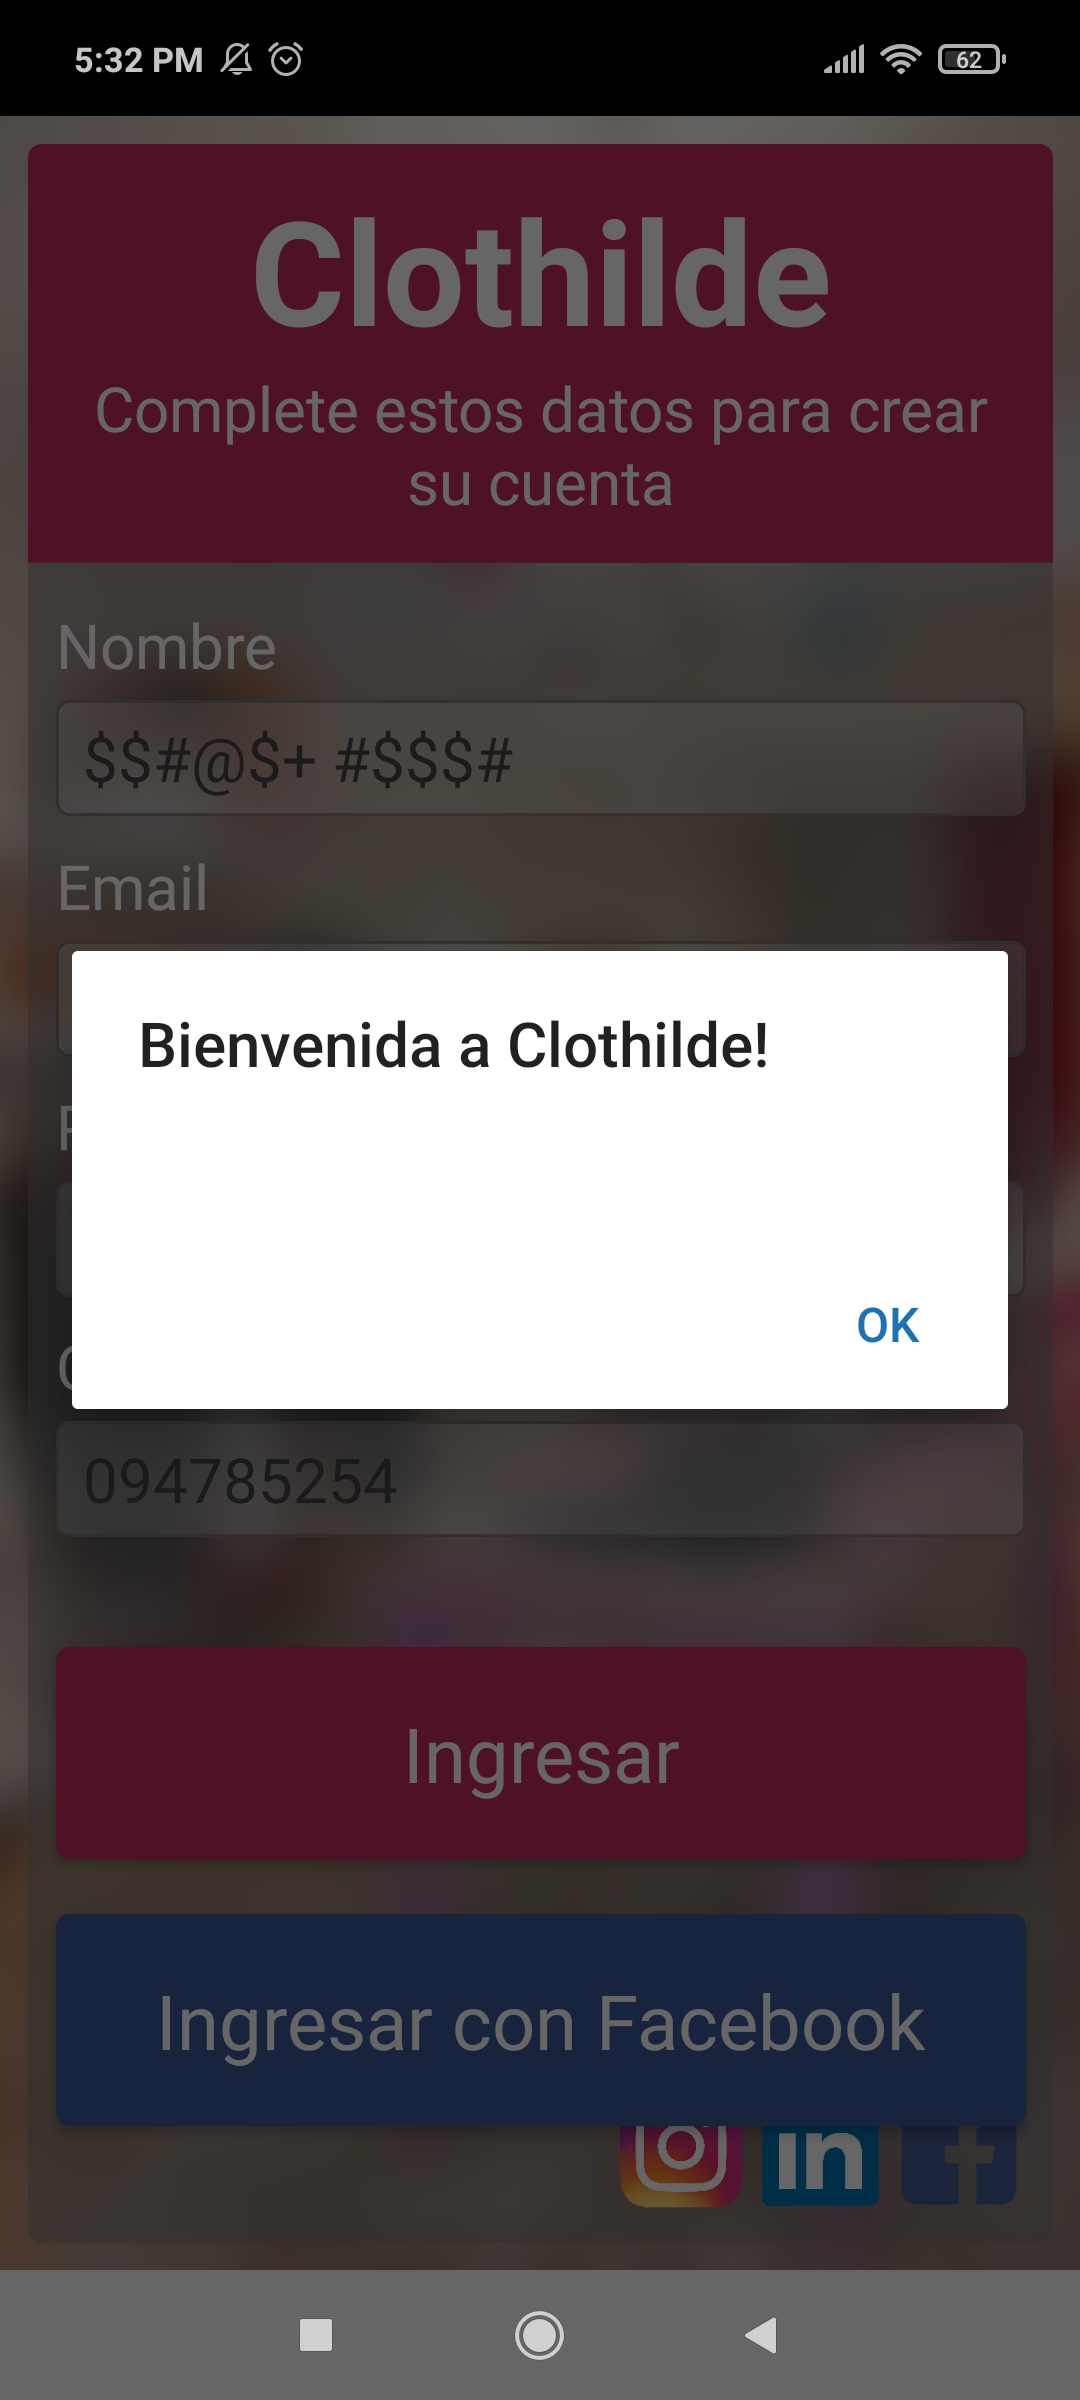 5:32 PM
62
Clothilde
Complete estos datos para crear
su cuenta
Nombre
$$#@$+ #$$$#
Email
Bienvenida a Clothilde!
OK
094785254
Ingresar
Ingresar con Facebook
in